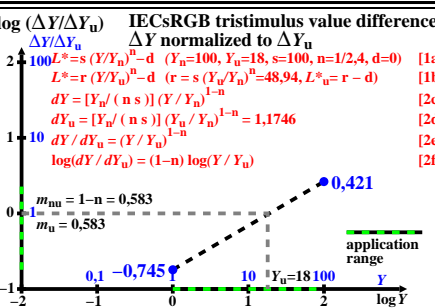 log (ΔY/ΔYu) IECsRGB tristimulus value difference
ΔY/ΔYu ΔY normalized to ΔYu
2 100 L*=s (Y/Yn)^n−d (Yn=100, Yu=18, s=100, n=1/2,4, d=0) [1a
L*=r (Y/Yu)^n−d (r = s (Yu/Yn)^n=48,94, L*u= r − d) [1b
dY = [Yn/ ( n s )] (Y / Yn)^1−n
1 10 dYu = [Yn/ ( n s )] (Yu / Yn)^1−n = 1,1746
dY / dYu = (Y / Yu)^1−n
log(dY / dYu) = (1−n) log(Y / Yu) [2f
0 1 mnu = 1−n = 0,583
mu = 0,583
0,421
application
range
−0,745
0,1 1 10 Yu=18 100 Y
−1
−2 −1 0 1 2 log Y